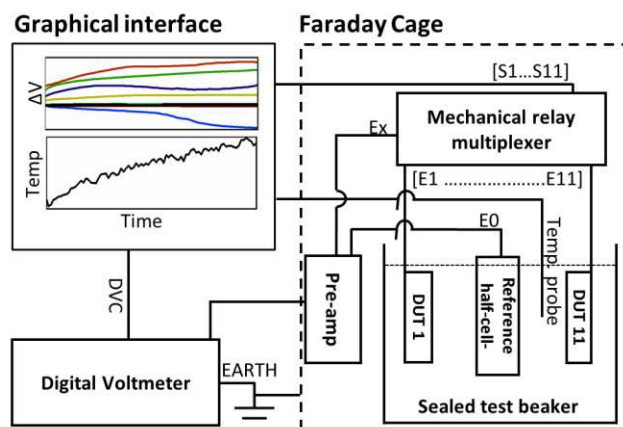 Graphical interface
Faraday Cage
ΔV
Temp
Time
[S1...S11]
Mechanical relay
multiplexer
Ex
[E1 .....................E11]
E0
Temp. probe
DVC
Pre-amp
DUT 1
Reference
half-cell-
DUT 11
Digital Voltmeter
EARTH
Sealed test beaker